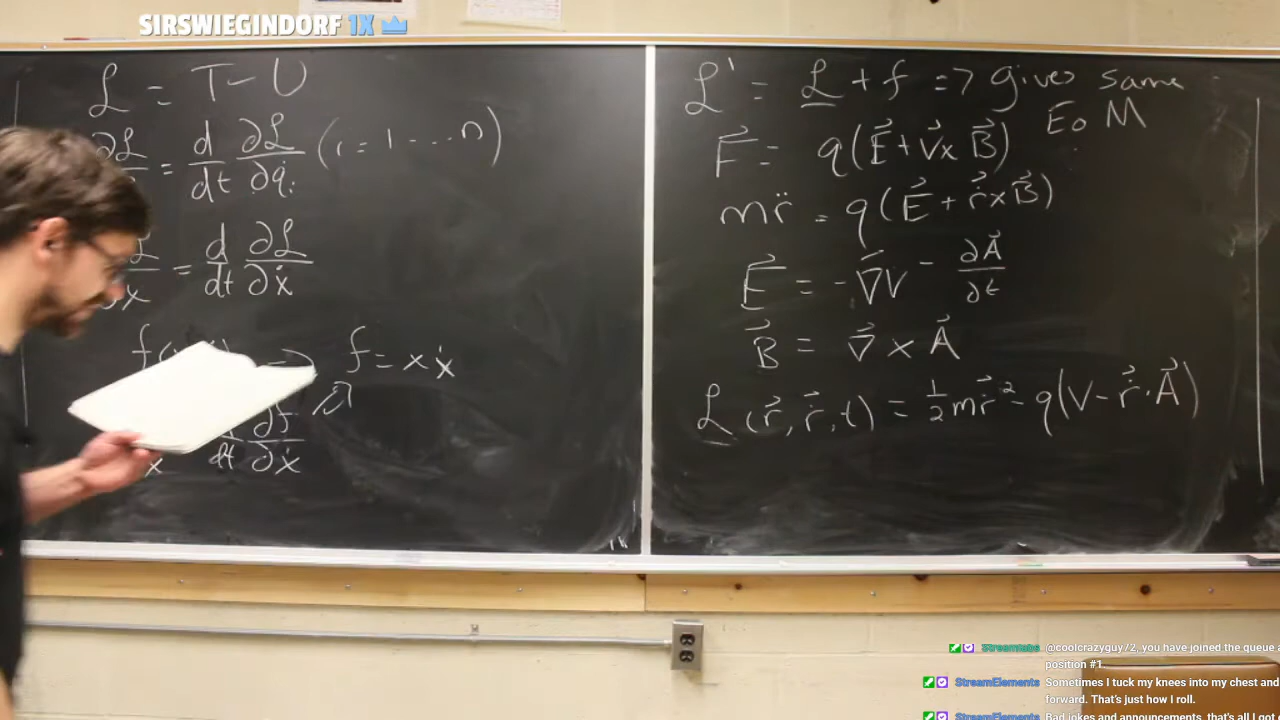 SIRSWIEGINDORF 1X
ℒ = T - U
∂ℒ = d/dt ∂ℒ/∂q̇ᵢ (i = 1 --- n)
= d/dt ∂ℒ/∂ẋ
f = xẋ
dt ∂f/∂ẋ
ℒ' = ℒ + f => gives same
EoM
F⃗ = q(E⃗ + v⃗ x B⃗)
mr̈ = q(E⃗ + ṙ⃗ x B⃗)
E⃗ = -∇⃗V - ∂A⃗/∂t
B⃗ = ∇⃗ x A⃗
ℒ(r⃗, ṙ⃗, t) = 1/2 mṙ⃗² - q(V - ṙ⃗·A⃗)
Streamlabs @coolcrazyguy72, you have joined the queue a
position #1
StreamElements Sometimes I tuck my knees into my chest and
forward. That's just how I roll.
StreamElements Bad jokes and announcements, that's all I got